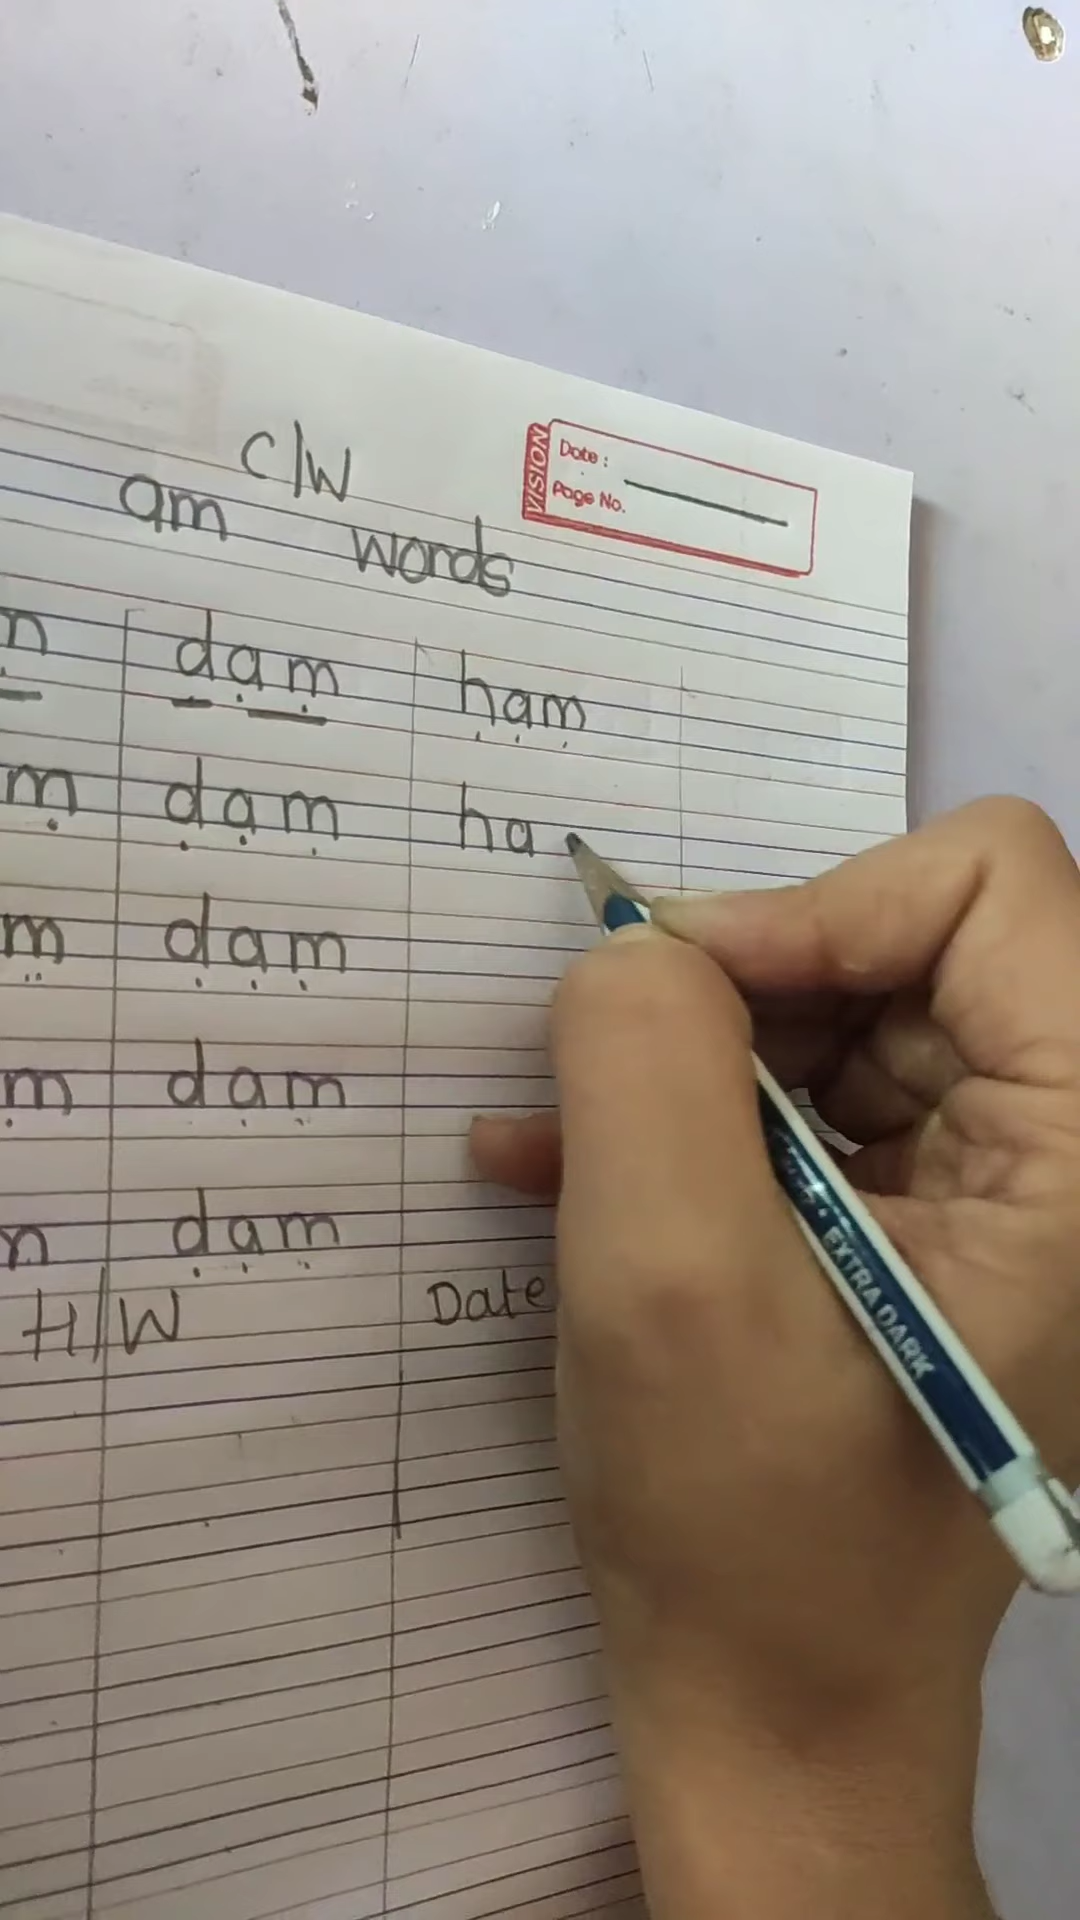 C/W
VISION
Date :
Page No.
am words
dam ham
m dam ha
m dam
m dam
dam
H/W Date
EXTRA DARK